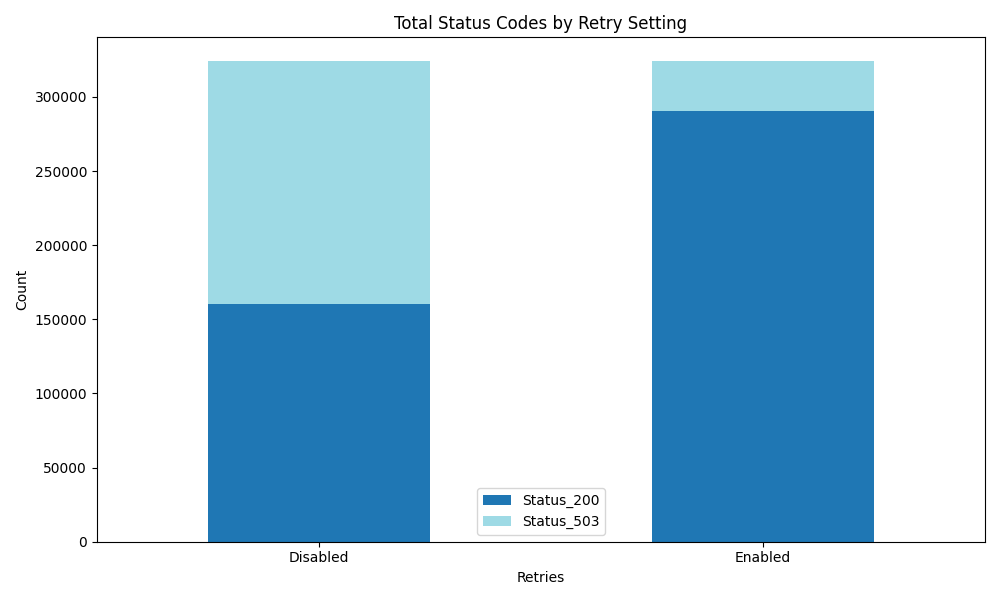 Total Status Codes by Retry Setting
Count
300000
250000
200000
150000
100000
50000
0
Status_200
Status_503
Disabled
Enabled
Retries